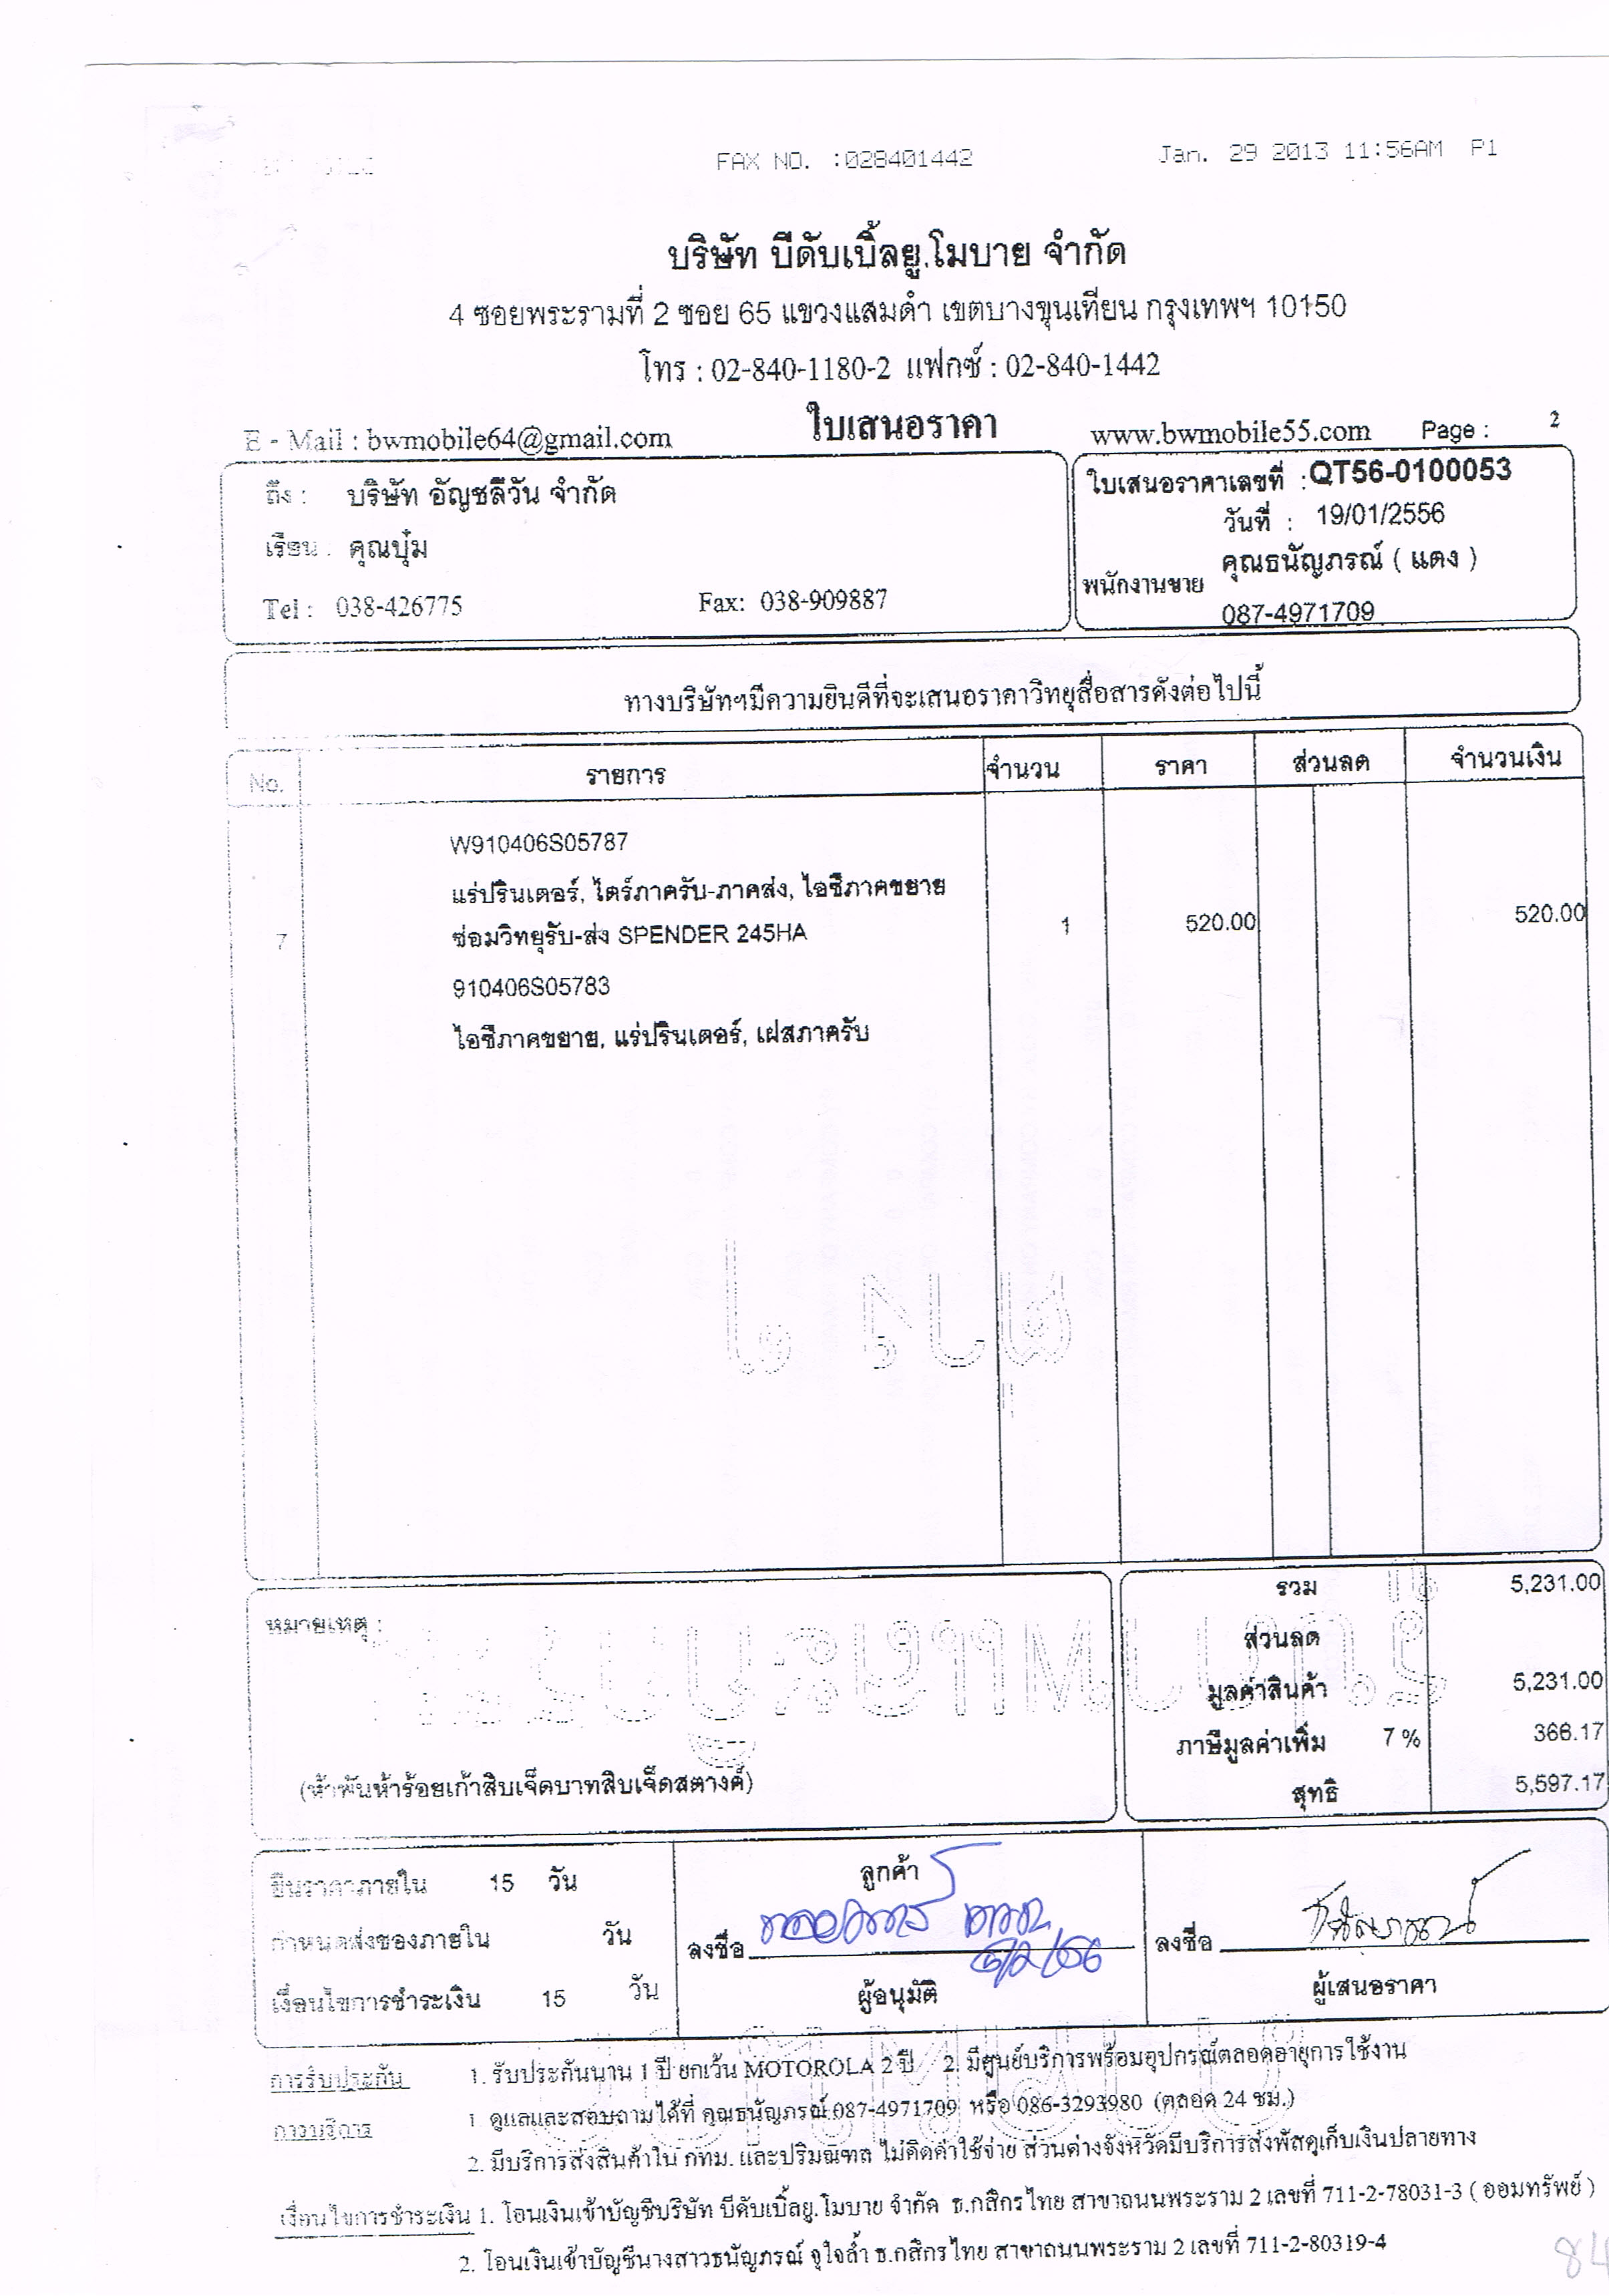 FAX NO. :028401442 Jan. 29 2013 11:56AM P1
บริษัท บีดับเบิ้ลยู.โมบาย จำกัด
4 ซอยพระรามที่ 2 ซอย 65 แขวงแสมดำ เขตบางขุนเทียน กรุงเทพฯ 10150
โทร : 02-840-1180-2 แฟกซ์ : 02-840-1442
E - Mail : bwmobile64@gmail.com ใบเสนอราคา www.bwmobile55.com Page : 2
ถึง : บริษัท อัญชลีวัน จำกัด ใบเสนอราคาเลขที่ : QT56-0100053
วันที่ : 19/01/2556
เรียน : คุณบุ๋ม คุณธนัญภรณ์ ( แดง )
พนักงานขาย
Tel : 038-426775 Fax: 038-909887 087-4971709
ทางบริษัทฯมีความยินดีที่จะเสนอราคาวิทยุสื่อสารดังต่อไปนี้
No. รายการ จำนวน ราคา ส่วนลด จำนวนเงิน
W910406S05787
แร่ปรินเตอร์, ไดร์ภาครับ-ภาคส่ง, ไอซีภาคขยาย
7 ซ่อมวิทยุรับ-ส่ง SPENDER 245HA 1 520.00 520.00
910406S05783
ไอซีภาคขยาย, แร่ปรินเตอร์, เฝสภาครับ
รวม 5,231.00
หมายเหตุ :
ส่วนลด
มูลค่าสินค้า 5,231.00
ภาษีมูลค่าเพิ่ม 7 % 366.17
(ห้าพันห้าร้อยเก้าสิบเจ็ดบาทสิบเจ็ดสตางค์) สุทธิ 5,597.17
ยืนราคาภายใน 15 วัน ลูกค้า
กำหนดส่งของภายใน วัน ลงชื่อ 5/2/56 ลงชื่อ
เงื่อนไขการชำระเงิน 15 วัน ผู้อนุมัติ ผู้เสนอราคา
การรับประกัน 1. รับประกันนาน 1 ปี ยกเว้น MOTOROLA 2 ปี 2. มีศูนย์บริการพร้อมอุปกรณ์ตลอดอายุการใช้งาน
การบริการ 1. ดูแลและสอบถามได้ที่ คุณธนัญภรณ์ 087-4971709 หรือ 086-3293980 (ตลอด 24 ชม.)
2. มีบริการส่งสินค้าใน กทม. และปริมณฑล ไม่คิดค่าใช้จ่าย ส่วนต่างจังหวัดมีบริการส่งพัสดุเก็บเงินปลายทาง
เงื่อนไขการชำระเงิน 1. โอนเงินเข้าบัญชีบริษัท บีดับเบิ้ลยู.โมบาย จำกัด ธ.กสิกรไทย สาขาถนนพระราม 2 เลขที่ 711-2-78031-3 ( ออมทรัพย์ )
2. โอนเงินเข้าบัญชีนางสาวธนัญภรณ์ จูใจล้ำ ธ.กสิกรไทย สาขาถนนพระราม 2 เลขที่ 711-2-80319-4